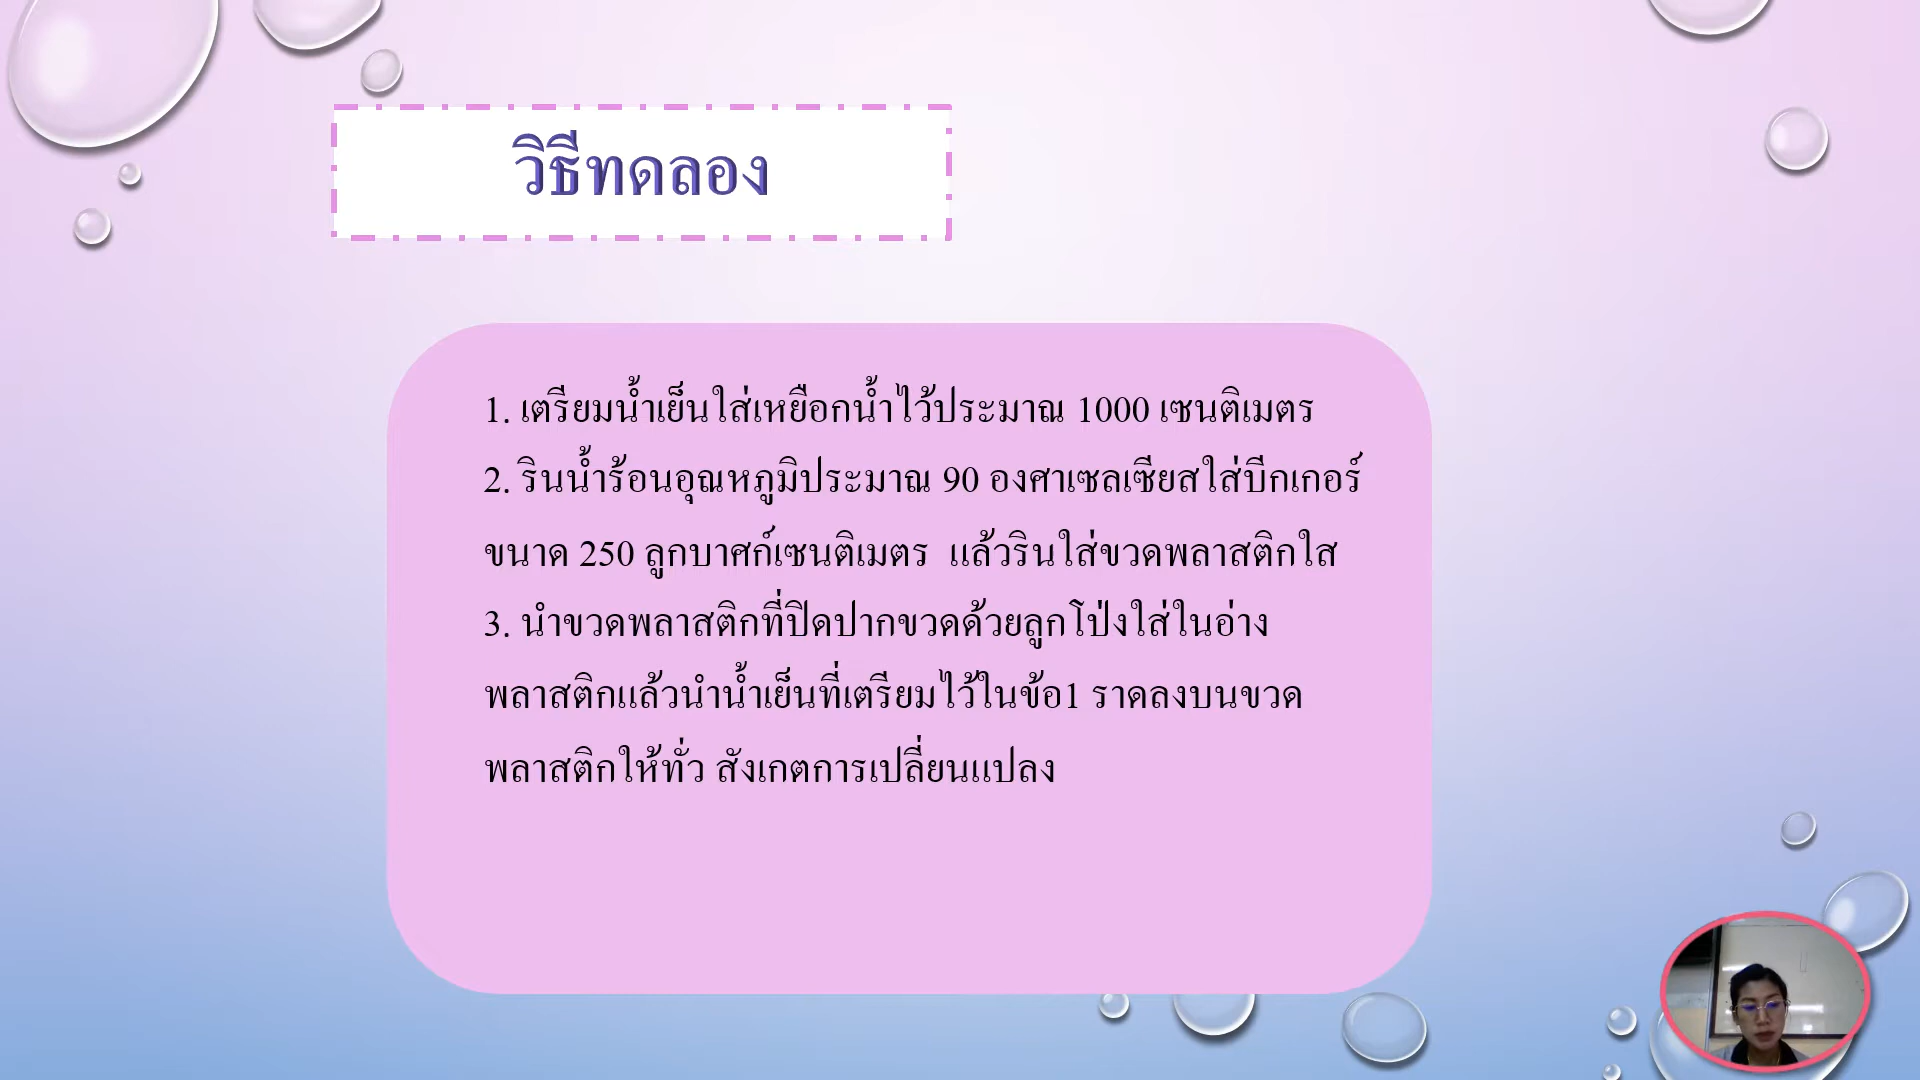 วิธีทดลอง
1. เตรียมน้ำเย็นใส่เหยือกน้ำไว้ประมาณ 1000 เซนติเมตร
2. รินน้ำร้อนอุณหภูมิประมาณ 90 องศาเซลเซียสใส่บีกเกอร์
ขนาด 250 ลูกบาศก์เซนติเมตร แล้วรินใส่ขวดพลาสติกใส
3. นำขวดพลาสติกที่ปิดปากขวดด้วยลูกโป่งใส่ในอ่าง
พลาสติกแล้วนำน้ำเย็นที่เตรียมไว้ในข้อ1 ราดลงบนขวด
พลาสติกให้ทั่ว สังเกตการเปลี่ยนแปลง